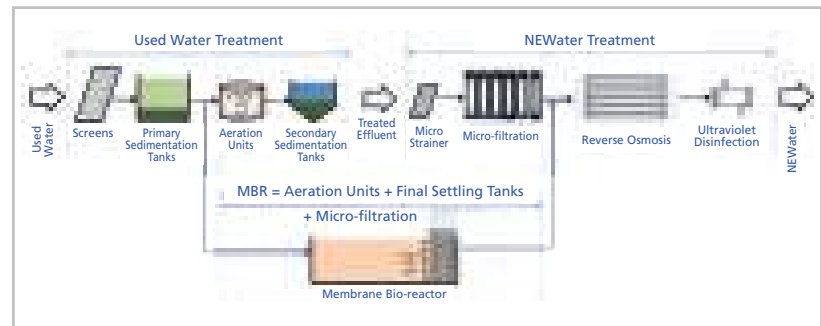 Used Water Treatment
NEWater Treatment
Used
Water
Screens
Primary
Sedimentation
Tanks
Aeration
Units
Secondary
Sedimentation
Tanks
Treated
Effluent
Micro
Strainer
Micro-filtration
Reverse Osmosis
Ultraviolet
Disinfection
NEWater
MBR = Aeration Units + Final Settling Tanks
+ Micro-filtration
Membrane Bio-reactor